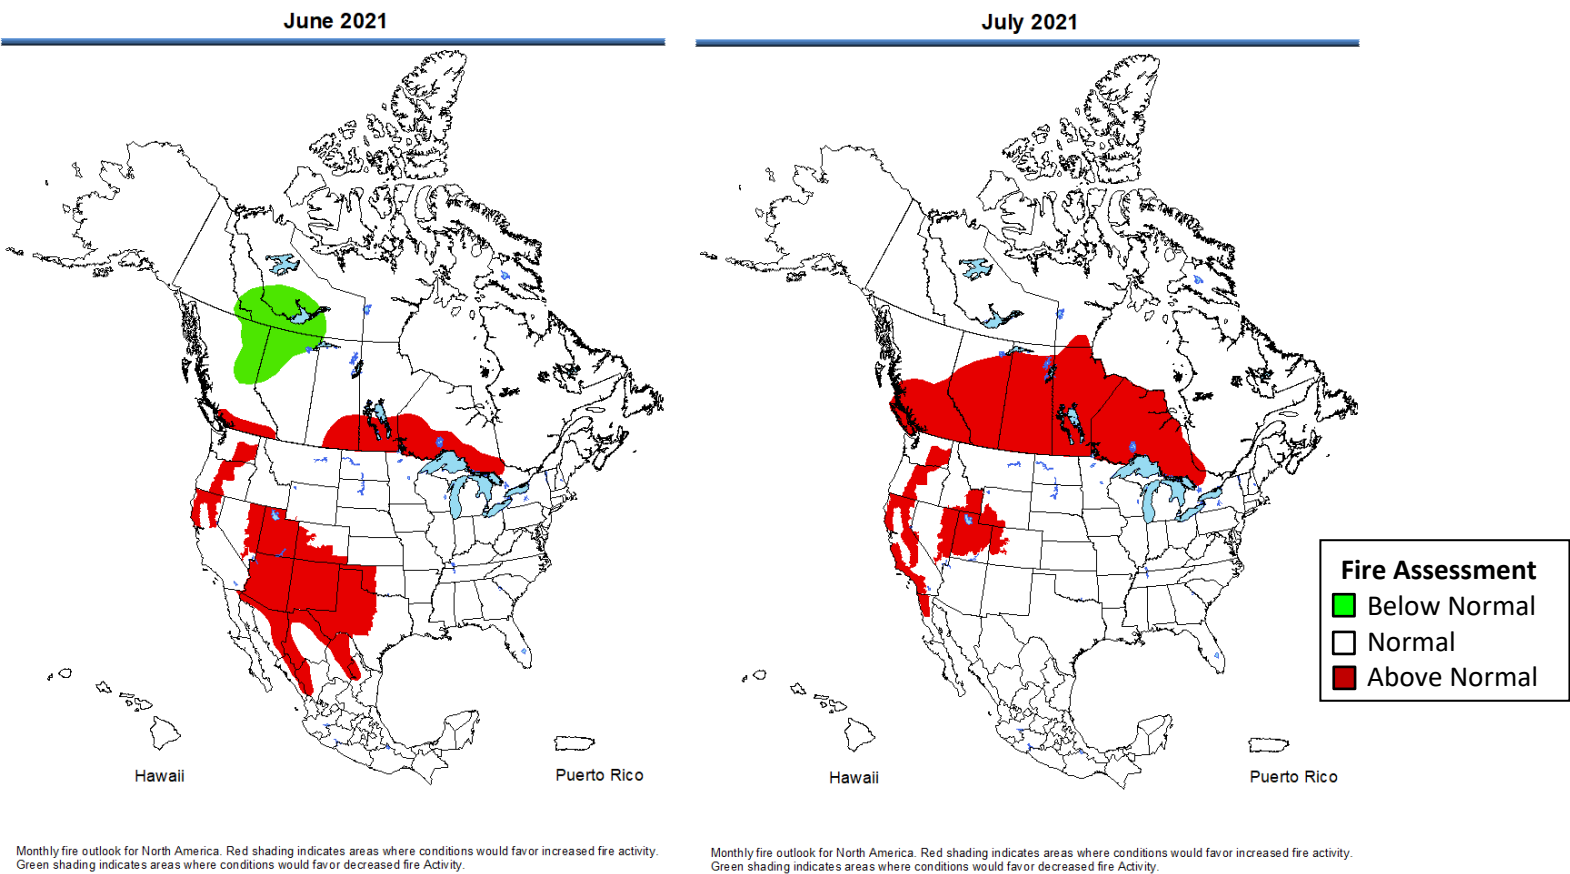 June 2021
July 2021
Fire Assessment
Below Normal
Normal
Above Normal
Hawaii
Puerto Rico
Hawaii
Puerto Rico
Monthly fire outlook for North America. Red shading indicates areas where conditions would favor increased fire activity.
Green shading indicates areas where conditions would favor decreased fire Activity.
Monthly fire outlook for North America. Red shading indicates areas where conditions would favor increased fire activity.
Green shading indicates areas where conditions would favor decreased fire Activity.